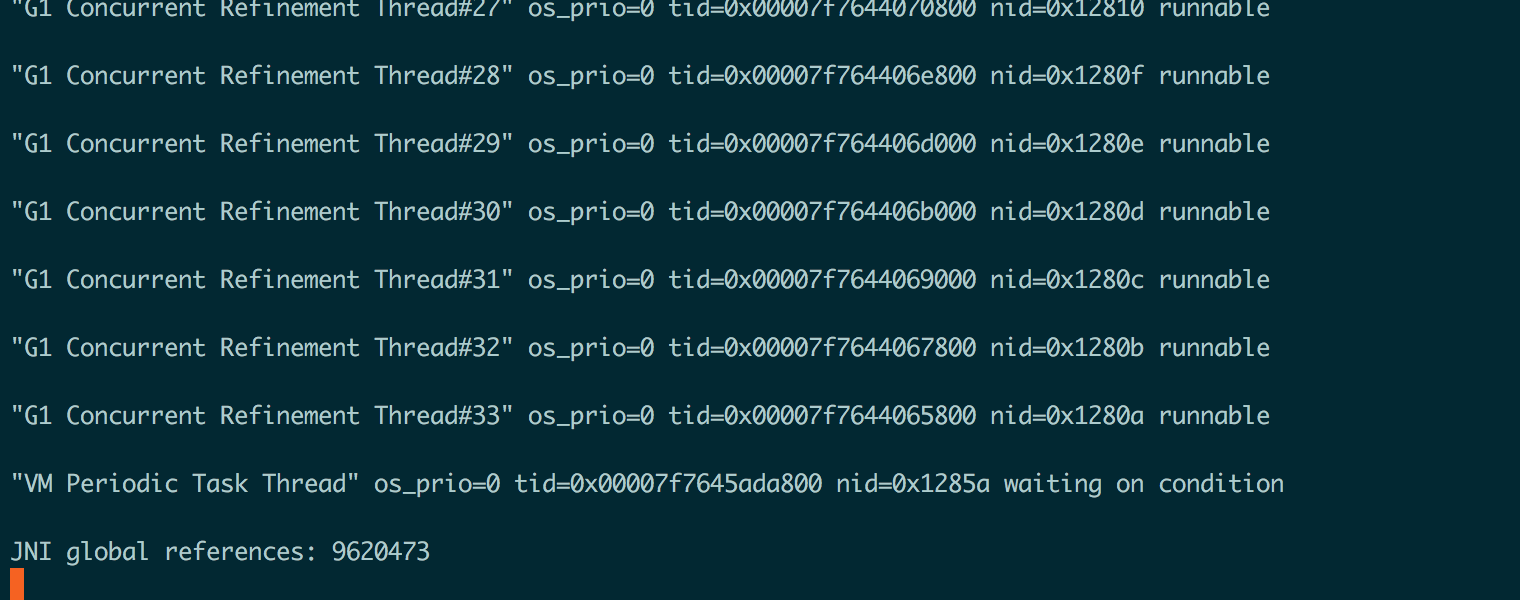 "G1 Concurrent Refinement Thread#27" os_prio=0 tid=0x00007f7644070800 nid=0x12810 runnable
"G1 Concurrent Refinement Thread#28" os_prio=0 tid=0x00007f764406e800 nid=0x1280f runnable
"G1 Concurrent Refinement Thread#29" os_prio=0 tid=0x00007f764406d000 nid=0x1280e runnable
"G1 Concurrent Refinement Thread#30" os_prio=0 tid=0x00007f764406b000 nid=0x1280d runnable
"G1 Concurrent Refinement Thread#31" os_prio=0 tid=0x00007f7644069000 nid=0x1280c runnable
"G1 Concurrent Refinement Thread#32" os_prio=0 tid=0x00007f7644067800 nid=0x1280b runnable
"G1 Concurrent Refinement Thread#33" os_prio=0 tid=0x00007f7644065800 nid=0x1280a runnable
"VM Periodic Task Thread" os_prio=0 tid=0x00007f7645ada800 nid=0x1285a waiting on condition
JNI global references: 9620473